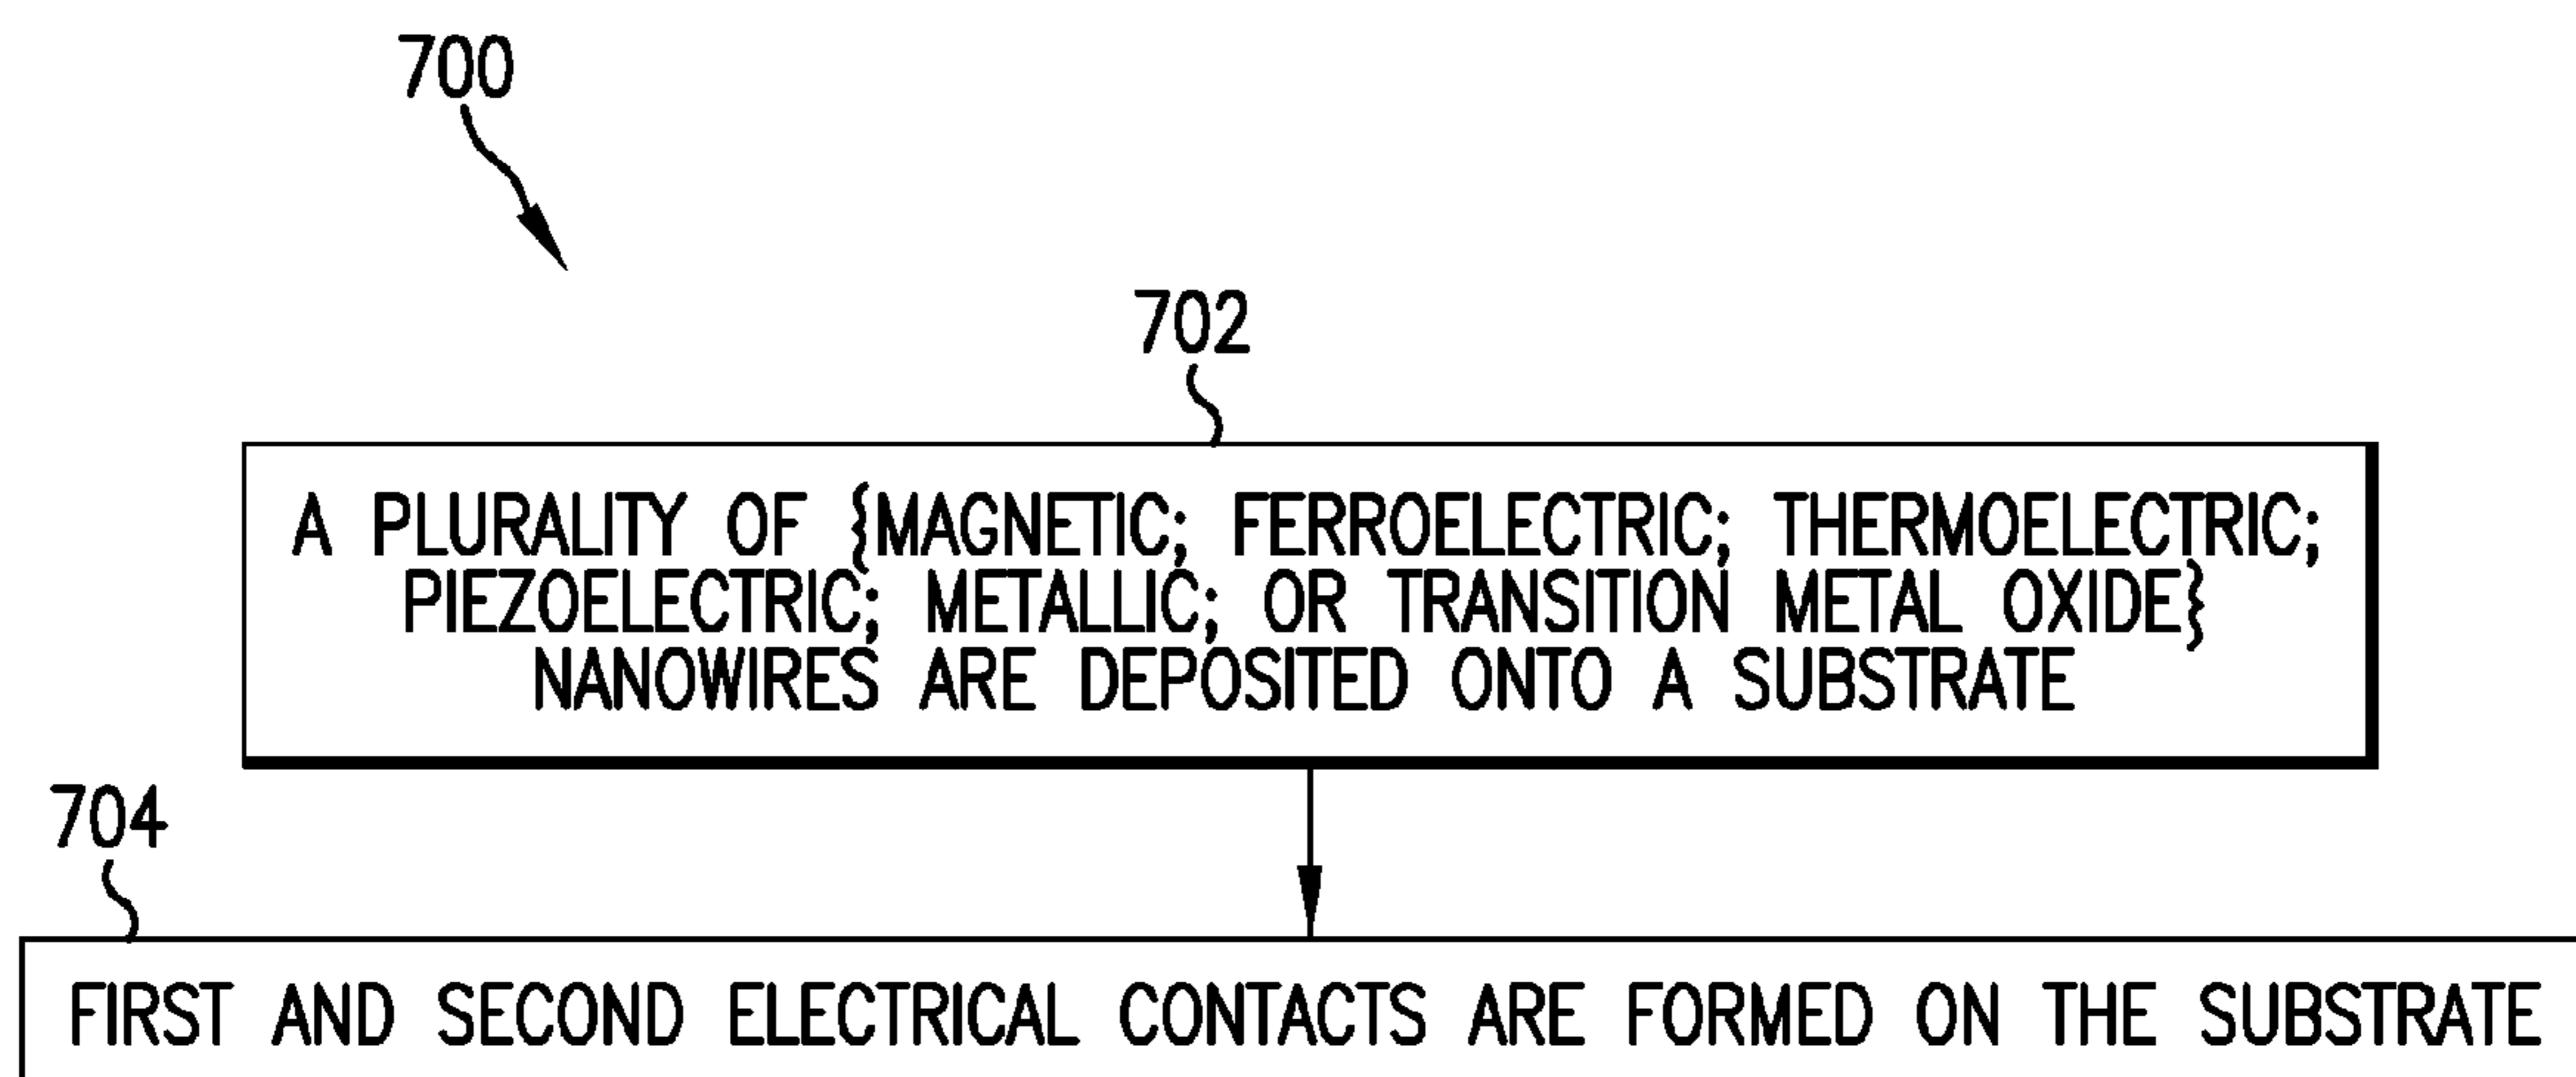 700
702
A PLURALITY OF {MAGNETIC; FERROELECTRIC; THERMOELECTRIC;
PIEZOELECTRIC; METALLIC; OR TRANSITION METAL OXIDE}
NANOWIRES ARE DEPOSITED ONTO A SUBSTRATE
704
FIRST AND SECOND ELECTRICAL CONTACTS ARE FORMED ON THE SUBSTRATE